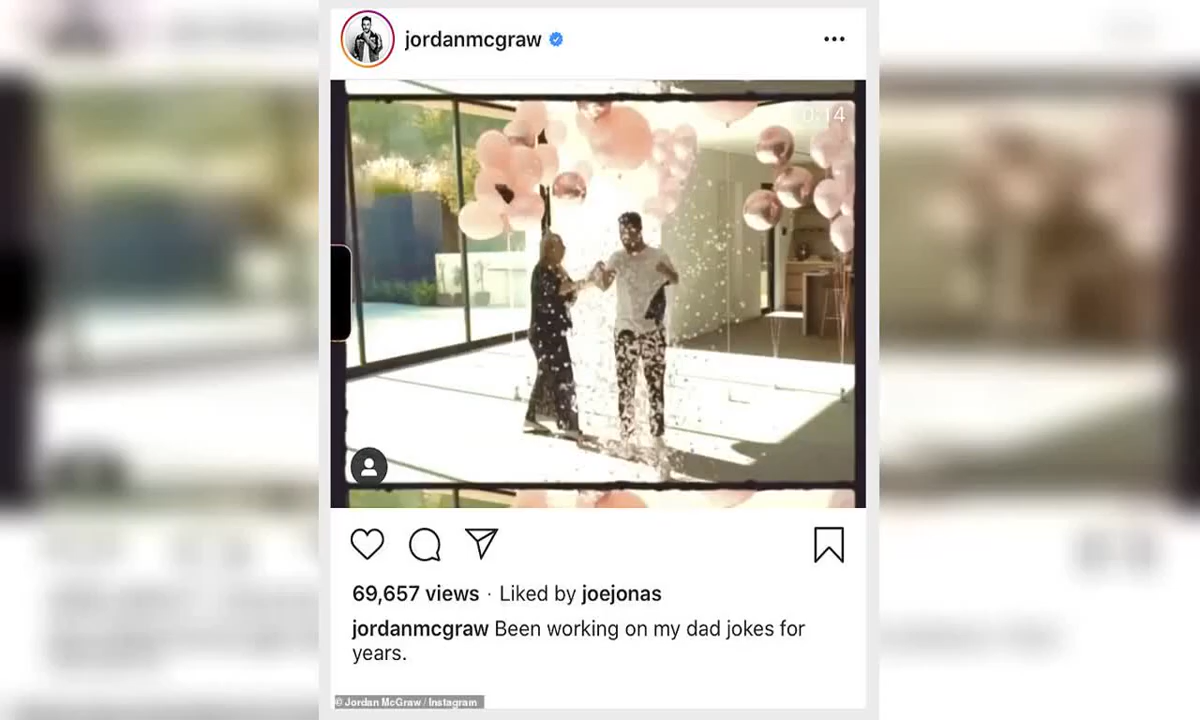 jordanmcgraw
0:14
69,657 views · Liked by joejonas
jordanmcgraw Been working on my dad jokes for
years.
© Jordan McGraw / Instagram